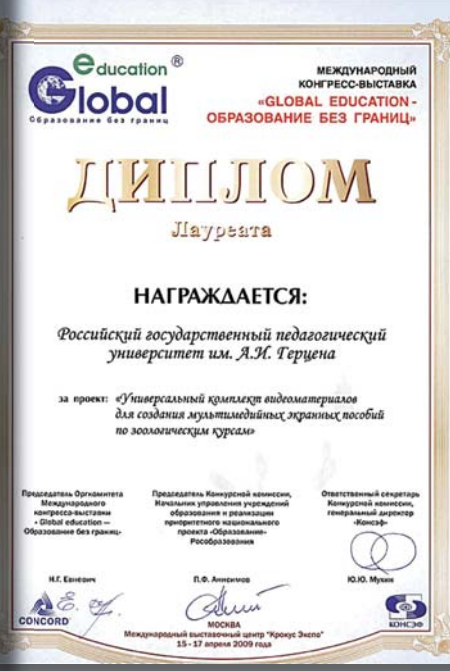 education ®
Global
Образование без границ
МЕЖДУНАРОДНЫЙ
КОНГРЕСС-ВЫСТАВКА
«GLOBAL EDUCATION -
ОБРАЗОВАНИЕ БЕЗ ГРАНИЦ»
ДИПЛОМ
Лауреата
НАГРАЖДАЕТСЯ:
Российский государственный педагогический
университет им. А.И. Герцена
за проект: «Универсальный комплект видеоматериалов
для создания мультимедийных экранных пособий
по зоологическим курсам»
Председатель Оргкомитета
Международного
конгресса-выставки
«Global education —
Образование без границ»
Н.Г. Евневич
Председатель Конкурсной комиссии,
Начальник управления учреждений
образования и реализации
приоритетного национального
проекта «Образование»
Рособразования
П.Ф. Анисимов
Ответственный секретарь
Конкурсной комиссии,
генеральный директор
«Консэф»
Ю.Ю. Мухин
CONCORD
КОНСЭФ
МОСКВА
Международный выставочный центр "Крокус Экспо"
15 - 17 апреля 2009 года